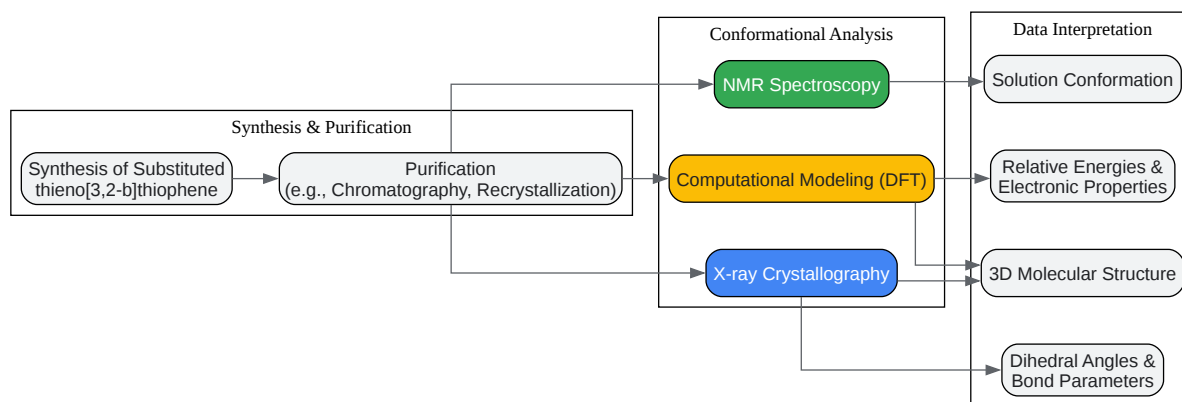 Synthesis & Purification
Synthesis of Substituted
thieno[3,2-b]thiophene
Purification
(e.g., Chromatography, Recrystallization)
Conformational Analysis
NMR Spectroscopy
Computational Modeling (DFT)
X-ray Crystallography
Data Interpretation
Solution Conformation
Relative Energies &
Electronic Properties
3D Molecular Structure
Dihedral Angles &
Bond Parameters